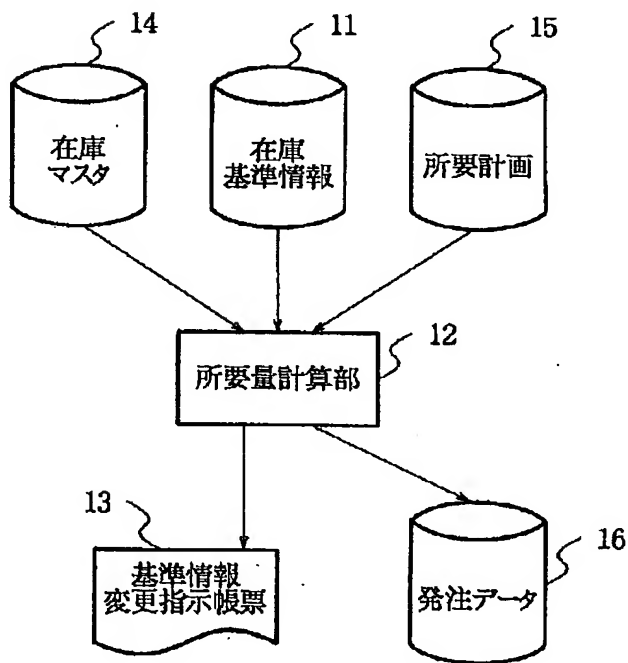 14
11
15
在庫
マスタ
在庫
基準情報
所要計画
12
所要量計算部
13
基準情報
変更指示帳票
16
発注データ